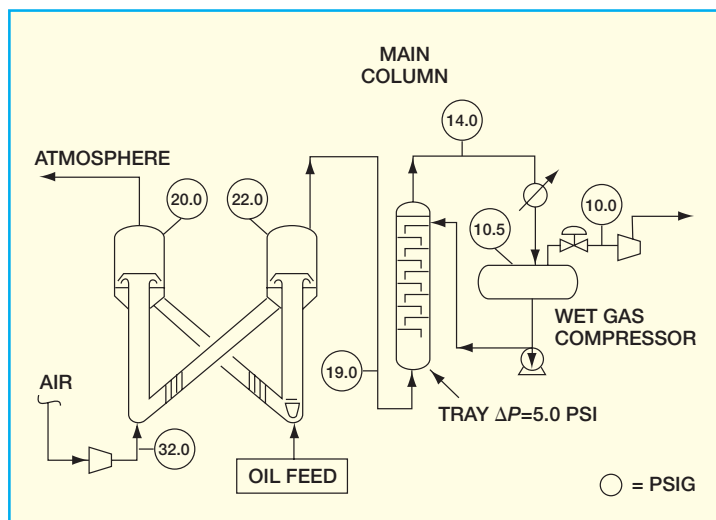 MAIN
COLUMN
14.0
ATMOSPHERE
20.0
22.0
10.0
10.5
WET GAS
COMPRESSOR
19.0
AIR
TRAY ΔP=5.0 PSI
32.0
OIL FEED
= PSIG